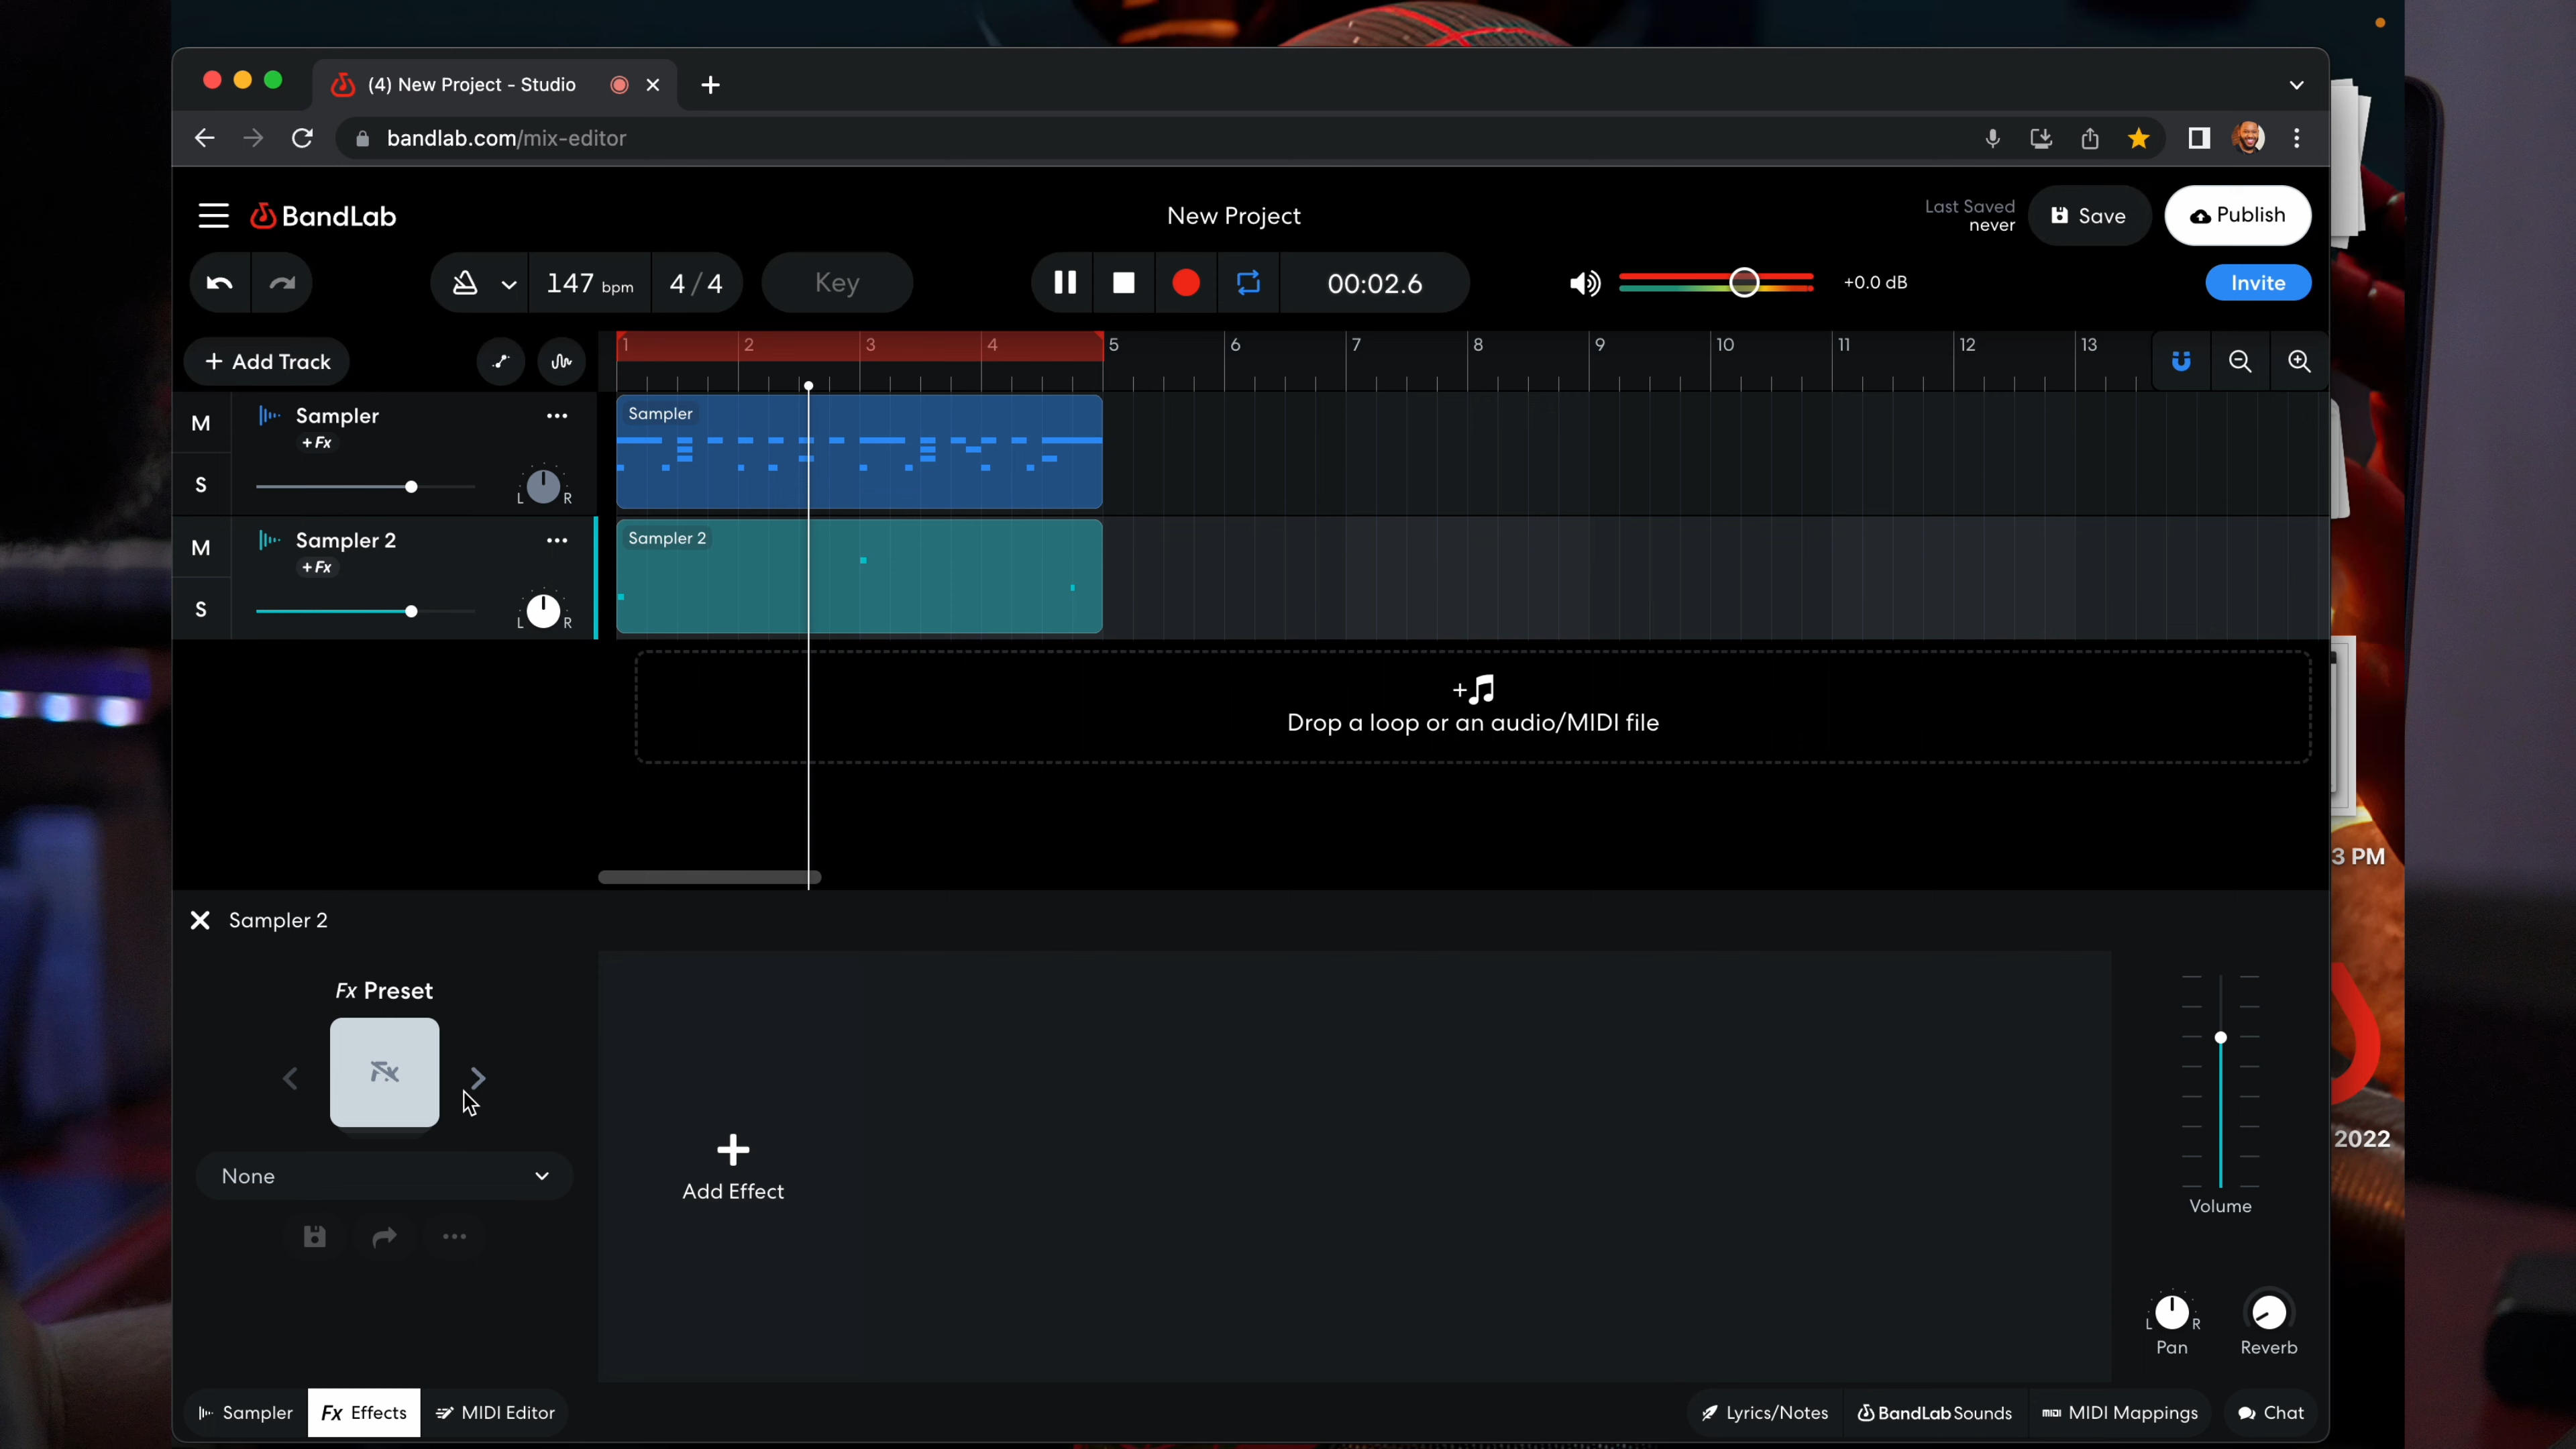 (4) New Project - Studio
bandlab.com/mix-editor
BandLab
New Project
Last Saved
never
Save
Publish
147 bpm
4 / 4
Key
00:02.6
+0.0 dB
Invite
+ Add Track
1 2 3 4 5 6 7 8 9 10 11 12 13
M
Sampler
+ Fx
S
L R
Sampler
M
Sampler 2
+ Fx
S
L R
Sampler 2
Drop a loop or an audio/MIDI file
3 PM
Sampler 2
Fx Preset
Fx
None
Add Effect
Volume
2022
L R
Pan
Reverb
Sampler
Fx Effects
MIDI Editor
Lyrics/Notes
BandLab Sounds
MIDI MIDI Mappings
Chat